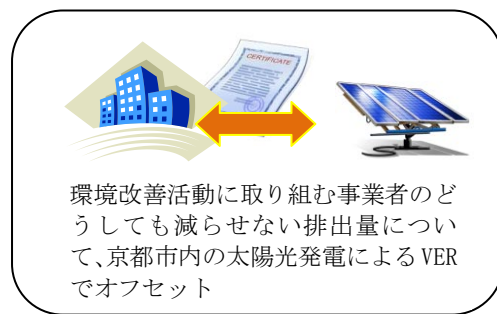 CERTIFICATE
環境改善活動に取り組む事業者のど
うしても減らせない排出量につい
て、京都市内の太陽光発電によるVER
でオフセット